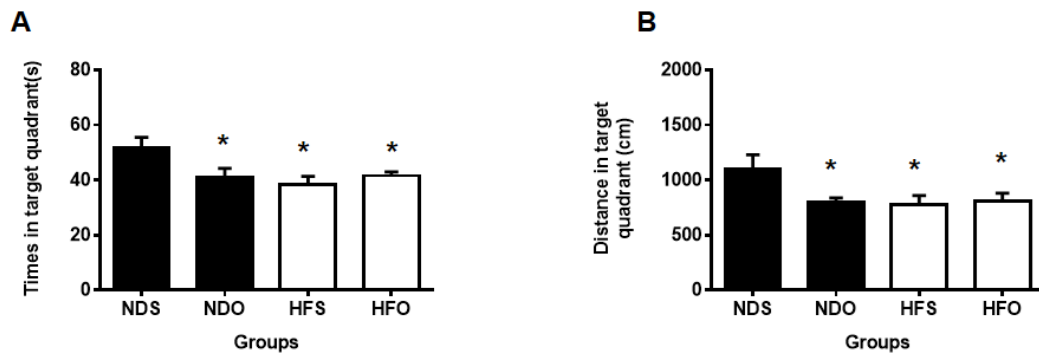 A
Times in target quadrant(s)
80
60
40
20
0
*
*
*
NDS NDO HFS HFO
Groups
B
Distance in target
quadrant (cm)
2000
1500
1000
500
0
*
*
*
NDS NDO HFS HFO
Groups